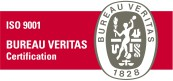 ISO 9001
BUREAU VERITAS
Certification
BUREAU VERITAS
1828